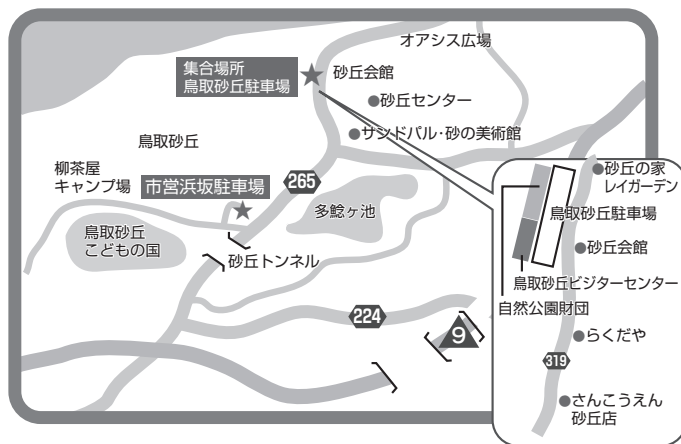 オアシス広場
集合場所
鳥取砂丘駐車場
砂丘会館
砂丘センター
鳥取砂丘
サンドパル・砂の美術館
柳茶屋
キャンプ場
市営浜坂駐車場
265
多鯰ヶ池
鳥取砂丘
こどもの国
砂丘トンネル
224
9
砂丘の家
レイガーデン
鳥取砂丘駐車場
砂丘会館
鳥取砂丘ビジターセンター
自然公園財団
らくだや
319
さんこうえん
砂丘店